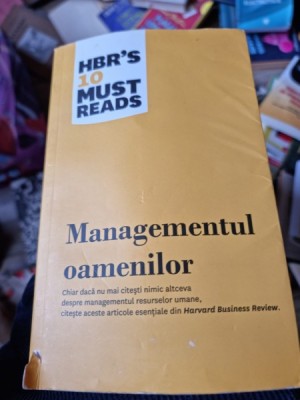 HBR'S
10
MUST
READS
Managementul
oamenilor
Chiar dacă nu mai citești nimic altceva
despre managementul resurselor umane,
citește aceste articole esențiale din Harvard Business Review.